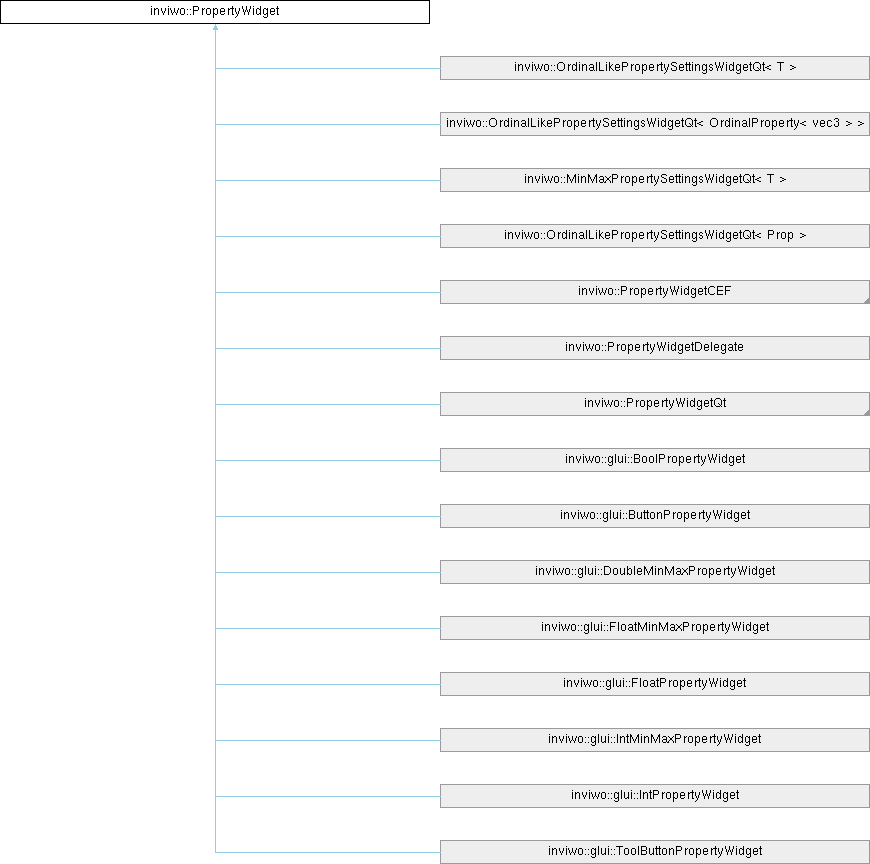 inviwo::PropertyWidget
inviwo::OrdinalLikePropertySettingsWidgetQt< T >
inviwo::OrdinalLikePropertySettingsWidgetQt< OrdinalProperty< vec3 > >
inviwo::MinMaxPropertySettingsWidgetQt< T >
inviwo::OrdinalLikePropertySettingsWidgetQt< Prop >
inviwo::PropertyWidgetCEF
inviwo::PropertyWidgetDelegate
inviwo::PropertyWidgetQt
inviwo::glui::BoolPropertyWidget
inviwo::glui::ButtonPropertyWidget
inviwo::glui::DoubleMinMaxPropertyWidget
inviwo::glui::FloatMinMaxPropertyWidget
inviwo::glui::FloatPropertyWidget
inviwo::glui::IntMinMaxPropertyWidget
inviwo::glui::IntPropertyWidget
inviwo::glui::ToolButtonPropertyWidget